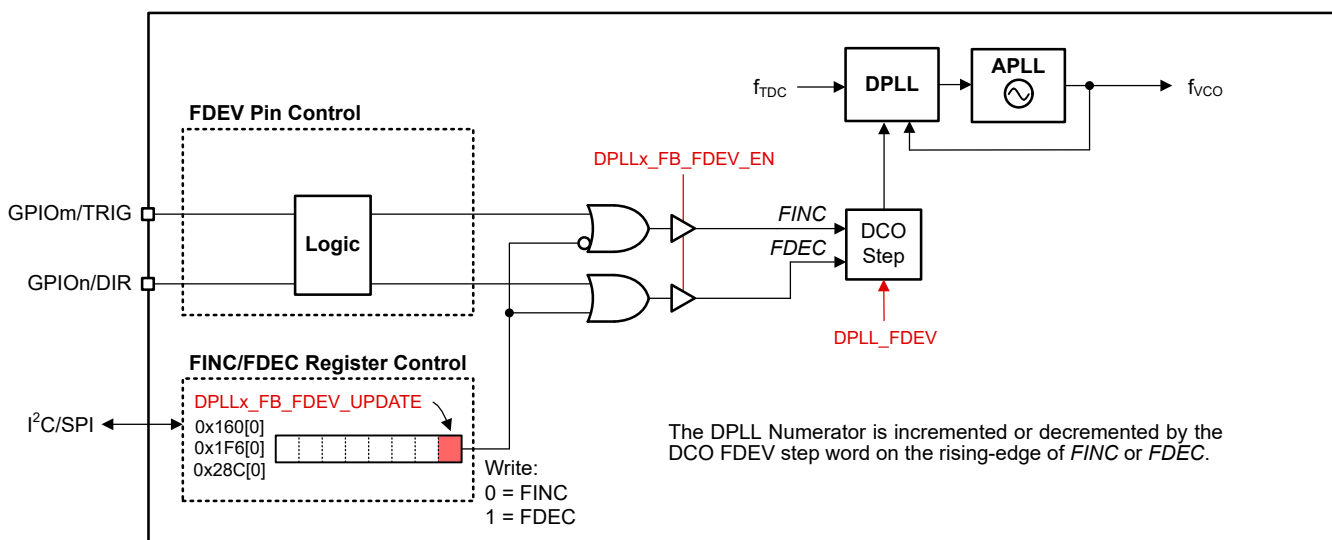 FDEV Pin Control
GPIOm/TRIG
GPIOn/DIR
Logic
DPLLx_FB_FDEV_EN
FINC
FDEC
f_TDC
DPLL
APLL
f_VCO
DCO
Step
DPLL_FDEV
FINC/FDEC Register Control
DPLLx_FB_FDEV_UPDATE
I²C/SPI
0x160[0]
0x1F6[0]
0x28C[0]
Write:
0 = FINC
1 = FDEC
The DPLL Numerator is incremented or decremented by the
DCO FDEV step word on the rising-edge of FINC or FDEC.